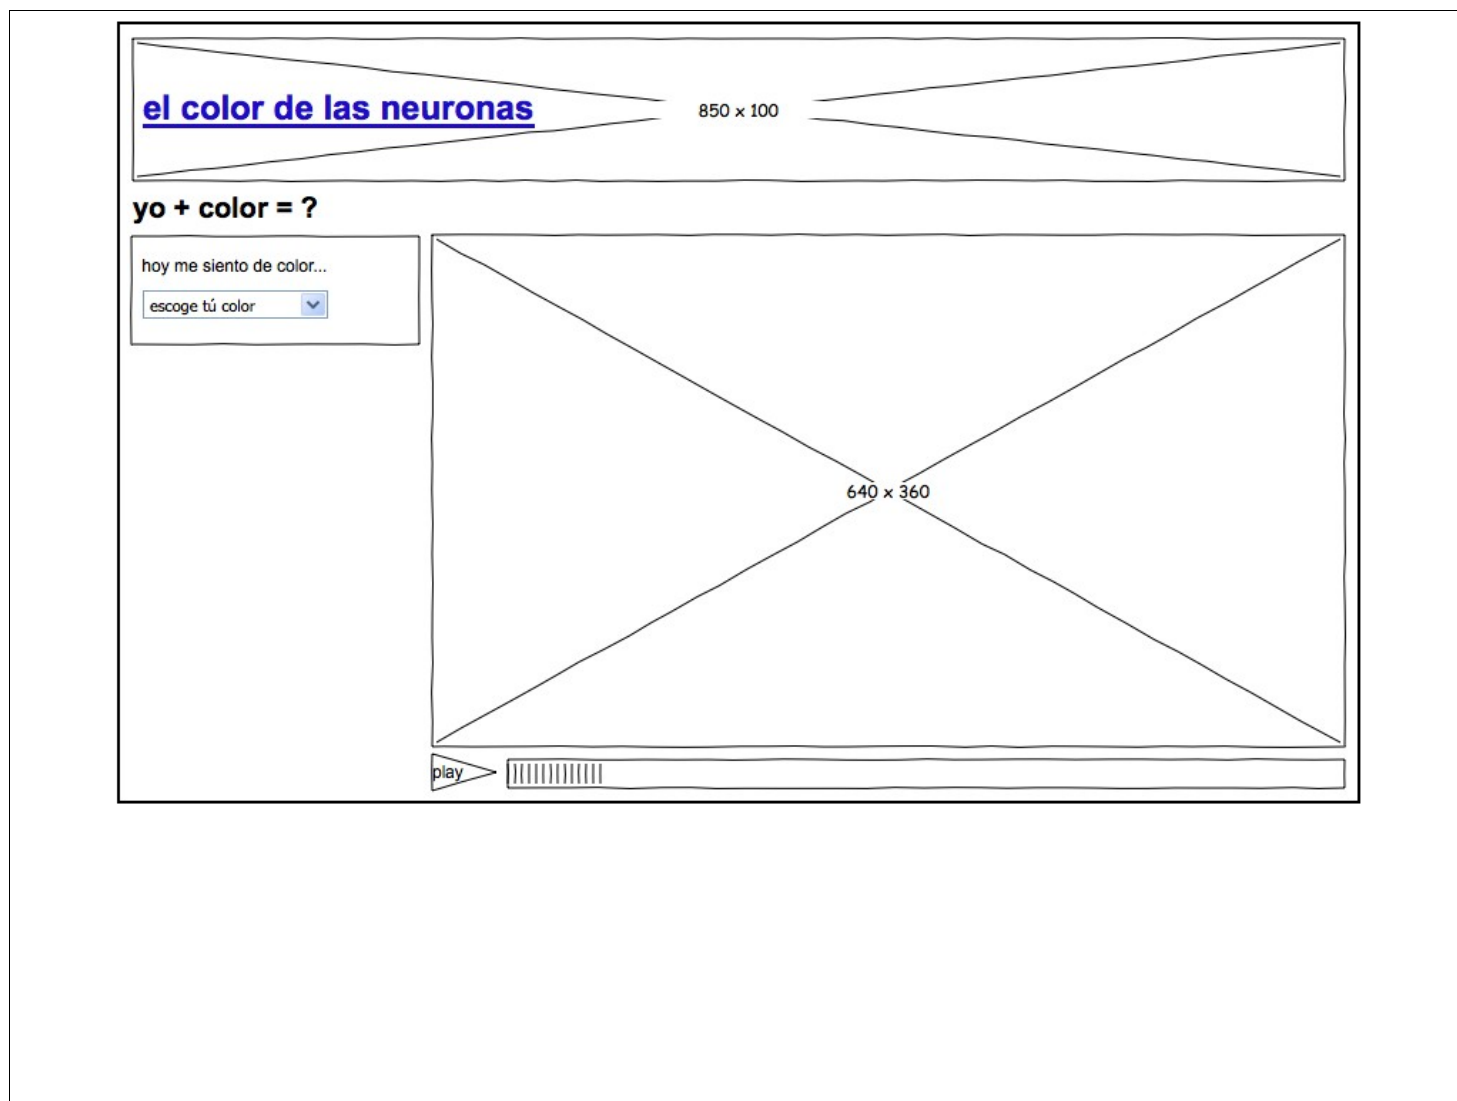 el color de las neuronas
850 x 100
yo + color = ?
hoy me siento de color...
escoge tú color
640 x 360
play